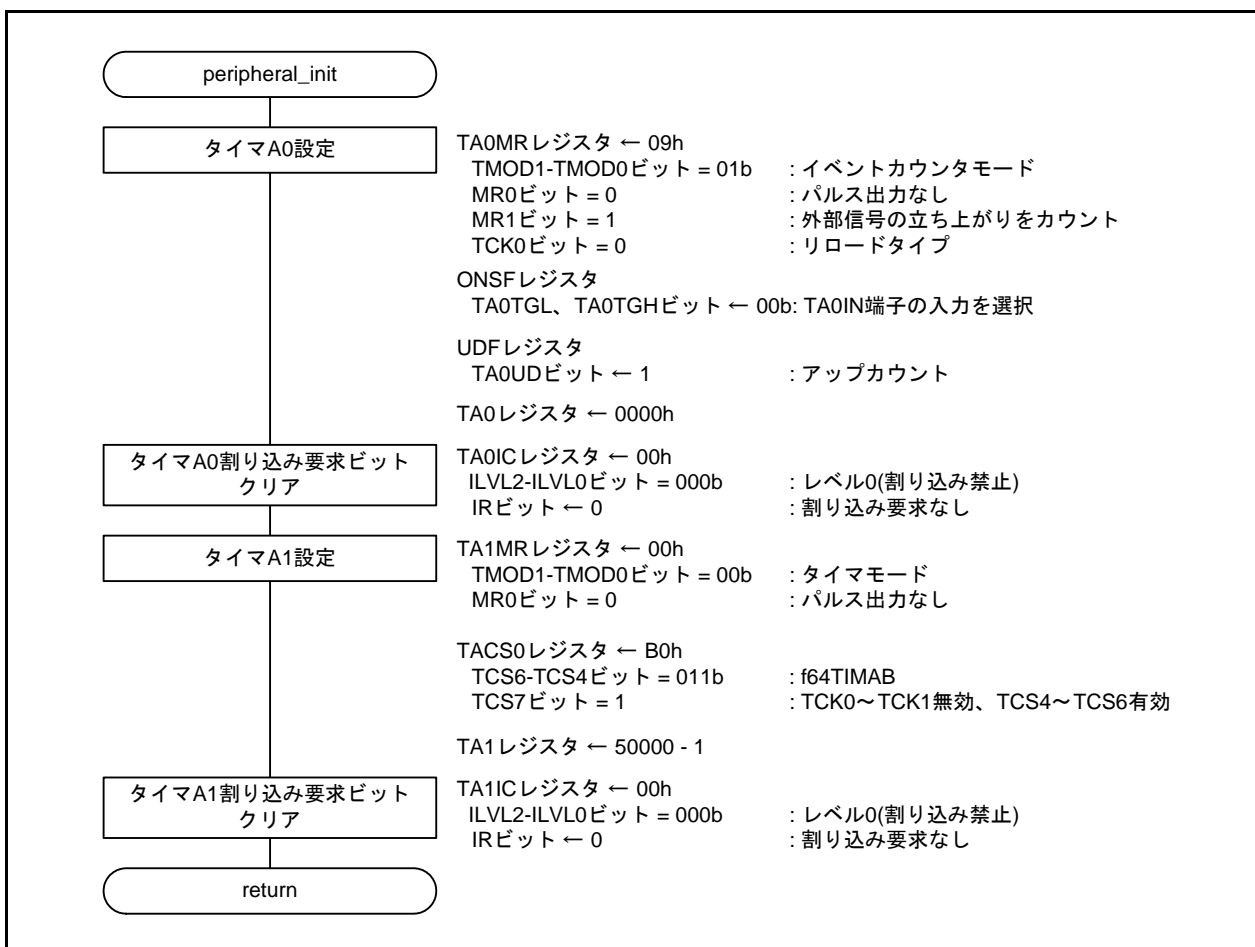 peripheral_init
タイマA0設定
TA0MRレジスタ ← 09h
TMOD1-TMOD0ビット = 01b : イベントカウンタモード
MR0ビット = 0 : パルス出力なし
MR1ビット = 1 : 外部信号の立ち上がりをカウント
TCK0ビット = 0 : リロードタイプ
ONSFレジスタ
TA0TGL、TA0TGHビット ← 00b: TA0IN端子の入力を選択
UDFレジスタ
TA0UDビット ← 1 : アップカウント
TA0レジスタ ← 0000h
タイマA0割り込み要求ビット
クリア
TA0ICレジスタ ← 00h
ILVL2-ILVL0ビット = 000b : レベル0(割り込み禁止)
IRビット ← 0 : 割り込み要求なし
タイマA1設定
TA1MRレジスタ ← 00h
TMOD1-TMOD0ビット = 00b : タイマモード
MR0ビット = 0 : パルス出力なし
TACS0レジスタ ← B0h
TCS6-TCS4ビット = 011b : f64TIMAB
TCS7ビット = 1 : TCK0～TCK1無効、TCS4～TCS6有効
TA1レジスタ ← 50000 - 1
タイマA1割り込み要求ビット
クリア
TA1ICレジスタ ← 00h
ILVL2-ILVL0ビット = 000b : レベル0(割り込み禁止)
IRビット ← 0 : 割り込み要求なし
return